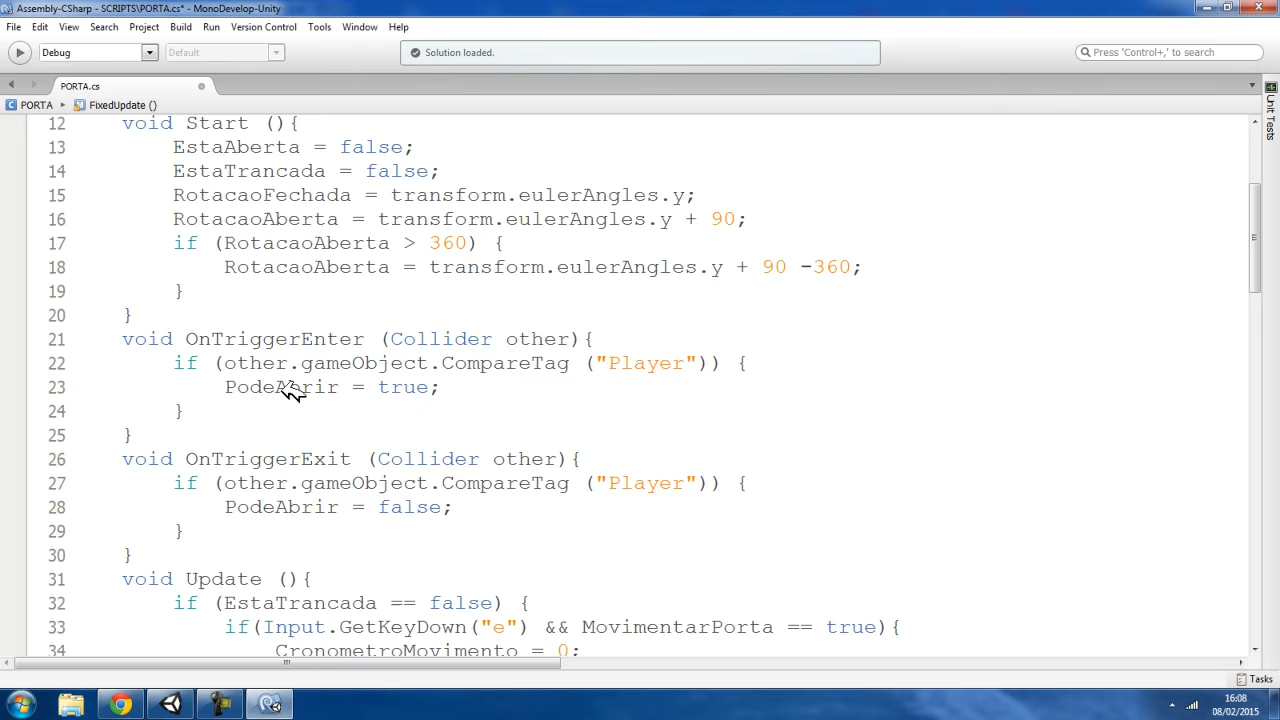 Assembly-CSharp - SCRIPTS\PORTA.cs* - MonoDevelop-Unity
File Edit View Search Project Build Run Version Control Tools Window Help
Debug Default Solution loaded. Press 'Control+,' to search
PORTA.cs
PORTA FixedUpdate ()
Unit Tests
12 void Start (){
13 EstaAberta = false;
14 EstaTrancada = false;
15 RotacaoFechada = transform.eulerAngles.y;
16 RotacaoAberta = transform.eulerAngles.y + 90;
17 if (RotacaoAberta > 360) {
18 RotacaoAberta = transform.eulerAngles.y + 90 -360;
19 }
20 }
21 void OnTriggerEnter (Collider other){
22 if (other.gameObject.CompareTag ("Player")) {
23 PodeAbrir = true;
24 }
25 }
26 void OnTriggerExit (Collider other){
27 if (other.gameObject.CompareTag ("Player")) {
28 PodeAbrir = false;
29 }
30 }
31 void Update (){
32 if (EstaTrancada == false) {
33 if(Input.GetKeyDown("e") && MovimentarPorta == true){
34 CronometroMovimento = 0;
Tasks
16:08
08/02/2015